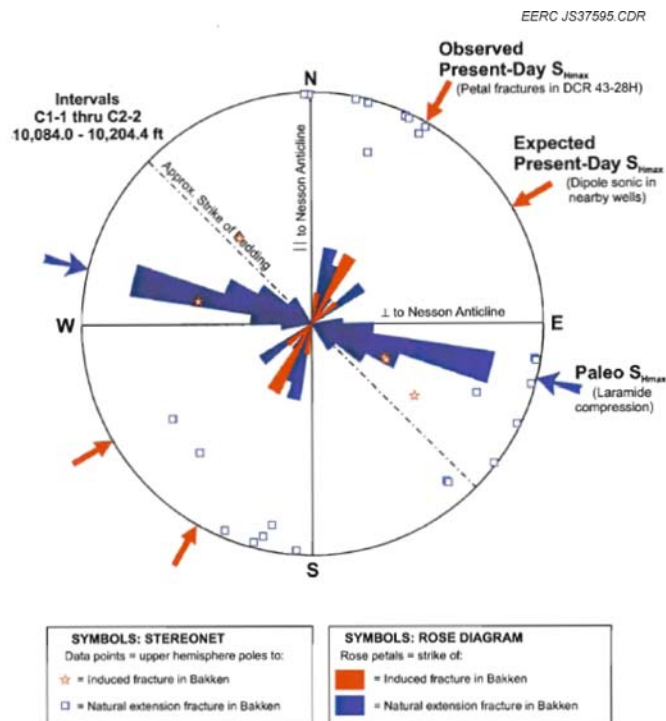 EERC JS37595.CDR
Observed
Present-Day SHmax
(Petal fractures in DCR 43-28H)
N
Intervals
C1-1 thru C2-2
10,084.0 - 10,204.4 ft
Expected
Present-Day SHmax
(Dipole sonic in
nearby wells)
Approx. Strike of Bedding
|| to Nesson Anticline
⊥ to Nesson Anticline
W
E
Paleo SHmax
(Laramide
compression)
S
SYMBOLS: STEREONET
Data points = upper hemisphere poles to:
☆ = Induced fracture in Bakken
□ = Natural extension fracture in Bakken
SYMBOLS: ROSE DIAGRAM
Rose petals = strike of:
= Induced fracture in Bakken
= Natural extension fracture in Bakken